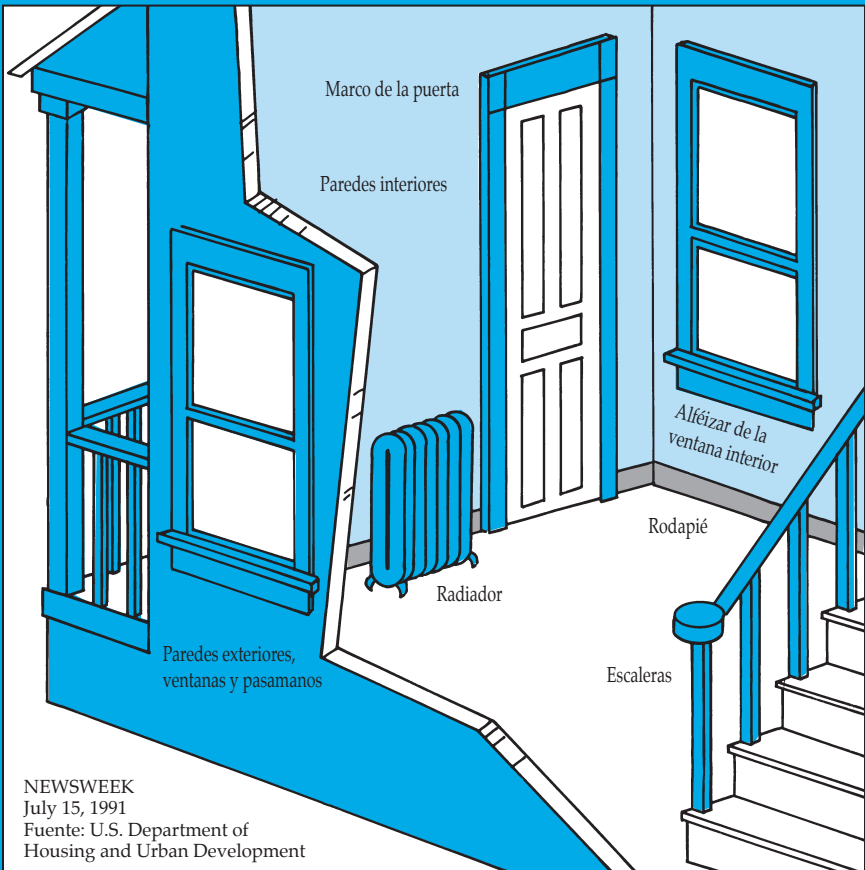 Marco de la puerta
Paredes interiores
Alféizar de la
ventana interior
Rodapié
Radiador
Escaleras
Paredes exteriores,
ventanas y pasamanos
NEWSWEEK
July 15, 1991
Fuente: U.S. Department of
Housing and Urban Development